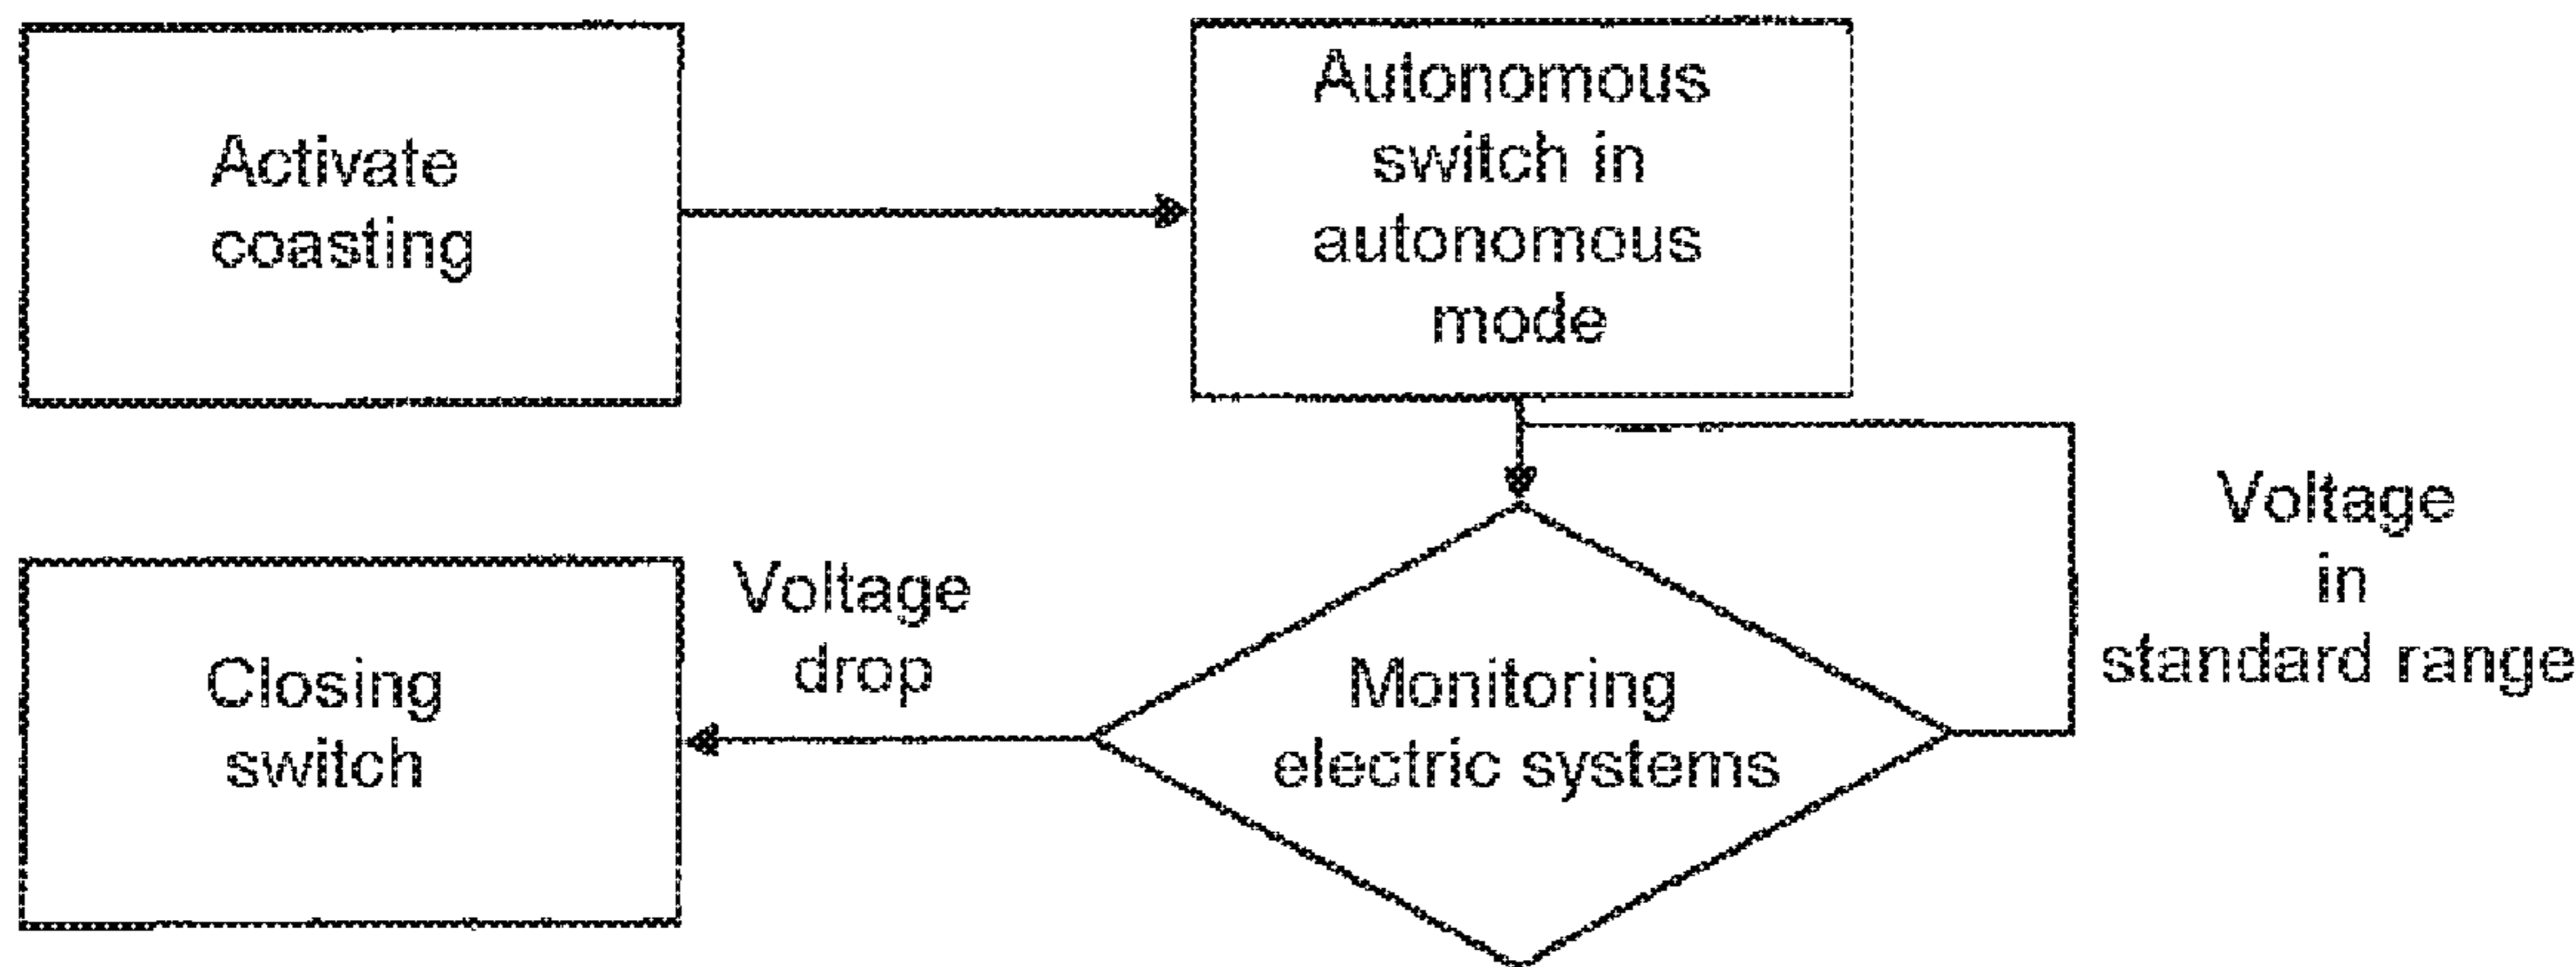 Activate
coasting
Autonomous
switch in
autonomous
mode
Voltage
in
standard range
Monitoring
electric systems
Voltage
drop
Closing
switch